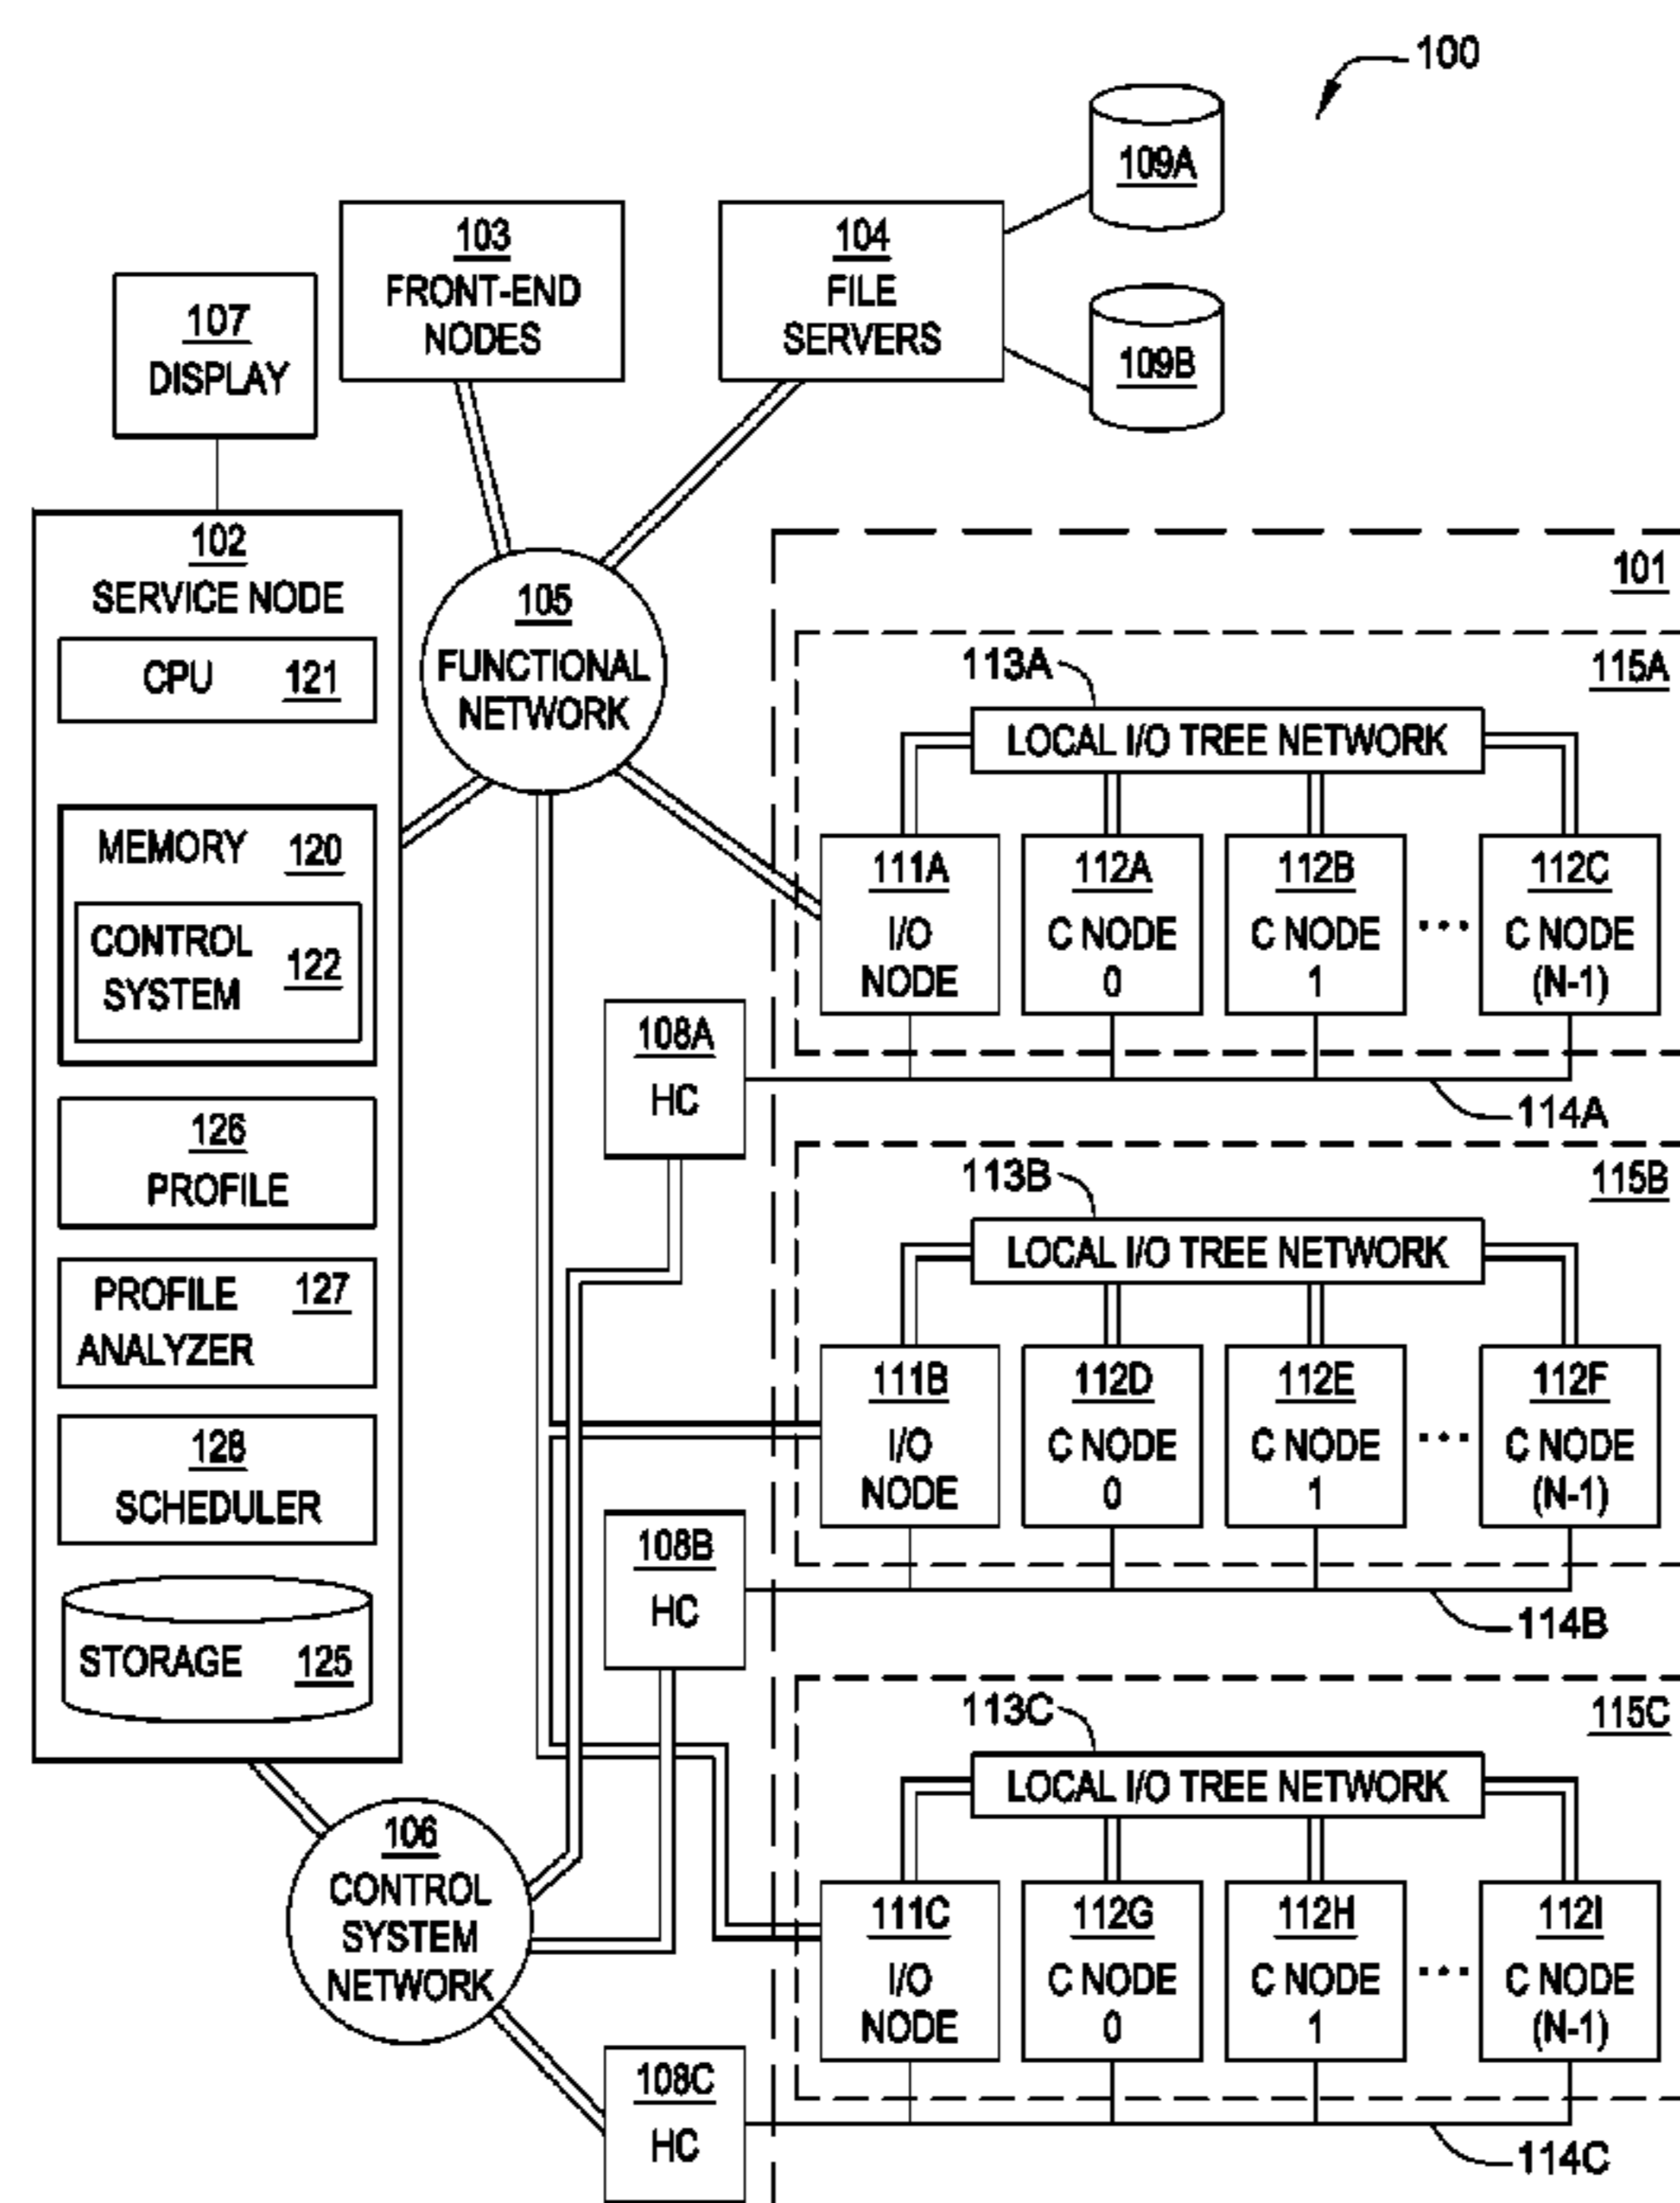 100
109A
103
FRONT-END
NODES
104
FILE
SERVERS
107
DISPLAY
109B
102
SERVICE NODE
CPU 121
MEMORY 120
CONTROL
SYSTEM
122
126
PROFILE
PROFILE
ANALYZER
127
128
SCHEDULER
STORAGE 125
105
FUNCTIONAL
NETWORK
106
CONTROL
SYSTEM
NETWORK
108A
HC
108B
HC
108C
HC
101
115A
113A
LOCAL I/O TREE NETWORK
111A
I/O
NODE
112A
C NODE
0
112B
C NODE
1
...
112C
C NODE
(N-1)
114A
115B
113B
LOCAL I/O TREE NETWORK
111B
I/O
NODE
112D
C NODE
0
112E
C NODE
1
...
112F
C NODE
(N-1)
114B
115C
113C
LOCAL I/O TREE NETWORK
111C
I/O
NODE
112G
C NODE
0
112H
C NODE
1
...
112I
C NODE
(N-1)
114C